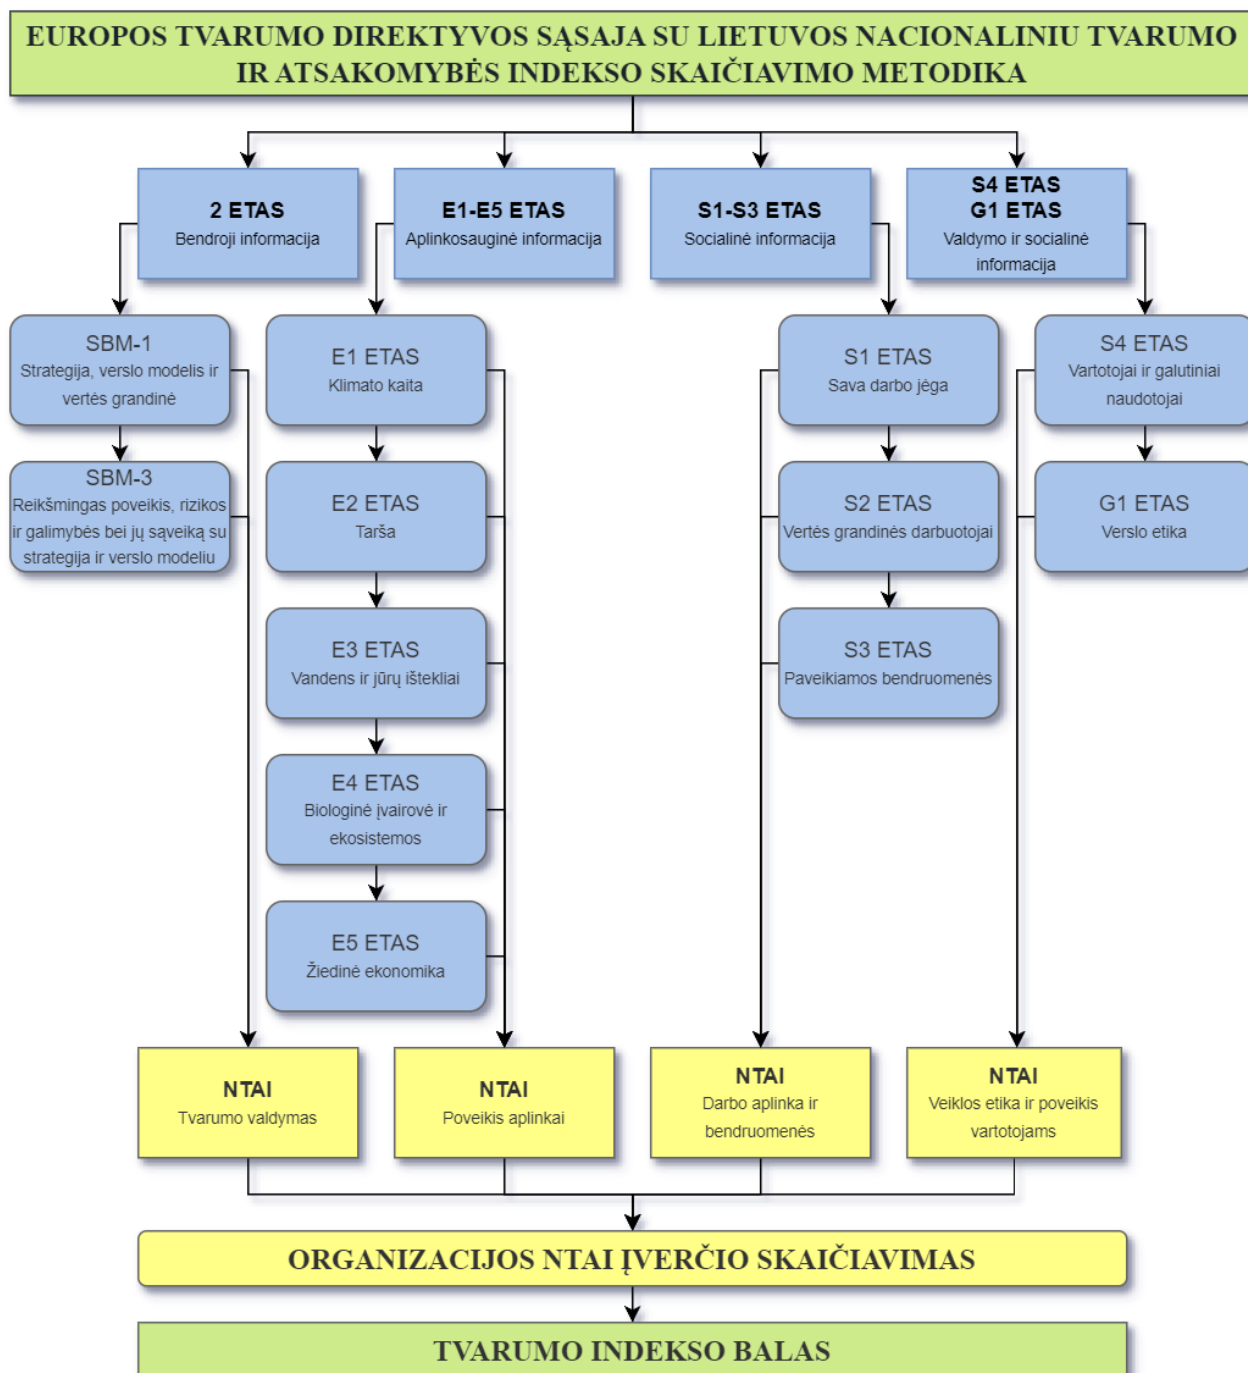 EUROPOS TVARUMO DIREKTYVOS SĄSAJA SU LIETUVOS NACIONALINIU TVARUMO
IR ATSAKOMYBĖS INDEKSO SKAIČIAVIMO METODIKA
2 ETAS
Bendroji informacija
E1-E5 ETAS
Aplinkosauginė informacija
S1-S3 ETAS
Socialinė informacija
S4 ETAS
G1 ETAS
Valdymo ir socialinė
informacija
SBM-1
Strategija, verslo modelis ir
vertės grandinė
SBM-3
Reikšmingas poveikis, rizikos
ir galimybės bei jų sąveiką su
strategija ir verslo modeliu
E1 ETAS
Klimato kaita
E2 ETAS
Tarša
E3 ETAS
Vandens ir jūrų ištekliai
E4 ETAS
Biologinė įvairovė ir
ekosistemos
E5 ETAS
Žiedinė ekonomika
S1 ETAS
Sava darbo jėga
S2 ETAS
Vertės grandinės darbuotojai
S3 ETAS
Paveikiamos bendruomenės
S4 ETAS
Vartotojai ir galutiniai
naudotojai
G1 ETAS
Verslo etika
NTAI
Tvarumo valdymas
NTAI
Poveikis aplinkai
NTAI
Darbo aplinka ir
bendruomenės
NTAI
Veiklos etika ir poveikis
vartotojams
ORGANIZACIJOS NTAI ĮVERČIO SKAIČIAVIMAS
TVARUMO INDEKSO BALAS